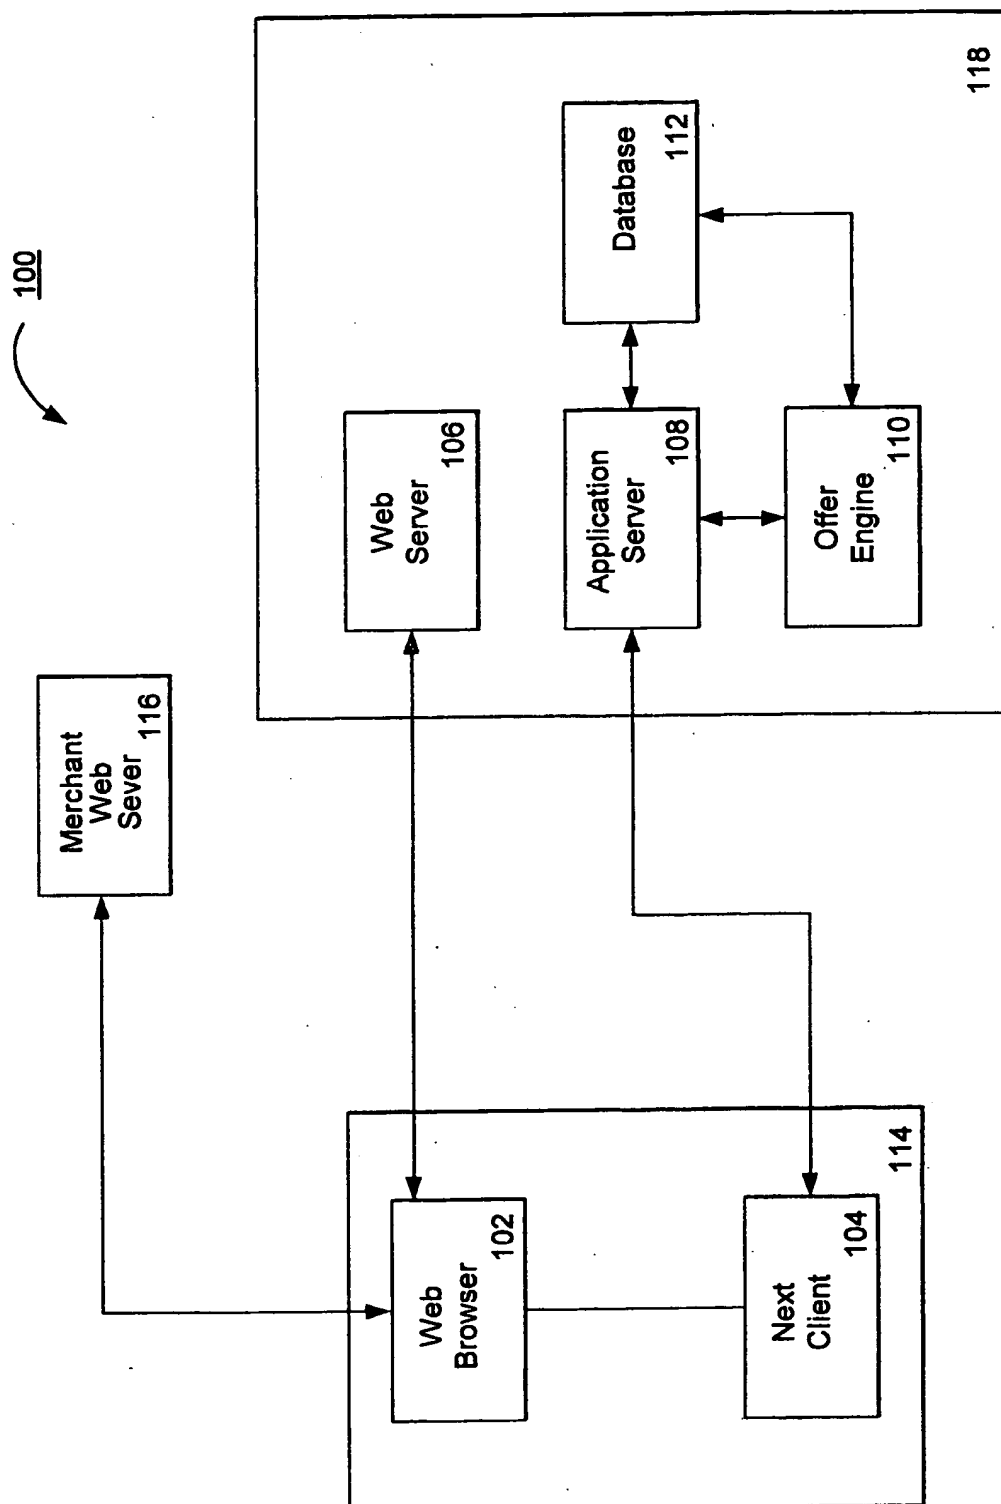 100
Merchant
Web
Sever
116
Web
Server
106
Application
Server
108
Database
112
Offer
Engine
110
118
Web
Browser
102
Next
Client
104
114